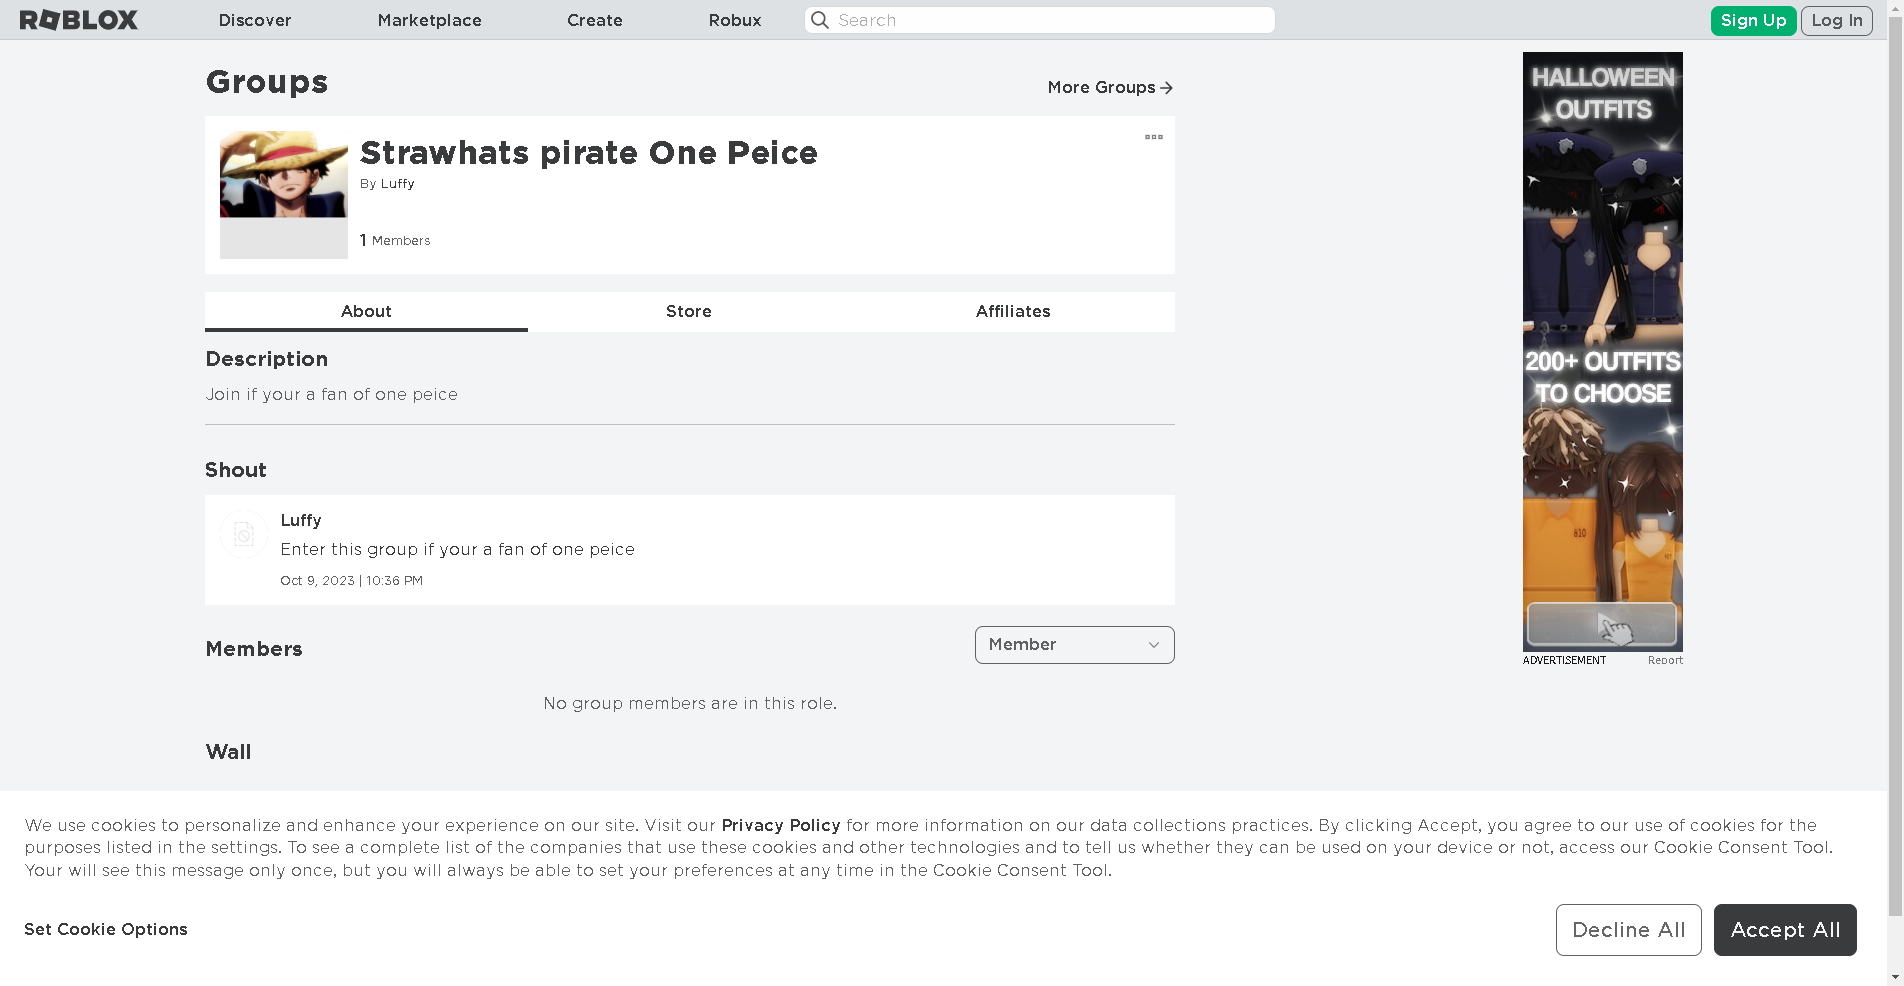 ROBLOX
Discover
Marketplace
Create
Robux
Search
Sign Up
Log In
Groups
More Groups
Strawhats pirate One Peice
By Luffy
1 Members
About
Store
Affiliates
Description
Join if your a fan of one peice
Shout
Luffy
Enter this group if your a fan of one peice
Oct 9, 2023 | 10:36 PM
Members
Member
No group members are in this role.
Wall
HALLOWEEN
OUTFITS
200+ OUTFITS
TO CHOOSE
810
ADVERTISEMENT
Report
We use cookies to personalize and enhance your experience on our site. Visit our Privacy Policy for more information on our data collections practices. By clicking Accept, you agree to our use of cookies for the
purposes listed in the settings. To see a complete list of the companies that use these cookies and other technologies and to tell us whether they can be used on your device or not, access our Cookie Consent Tool.
Your will see this message only once, but you will always be able to set your preferences at any time in the Cookie Consent Tool.
Set Cookie Options
Decline All
Accept All